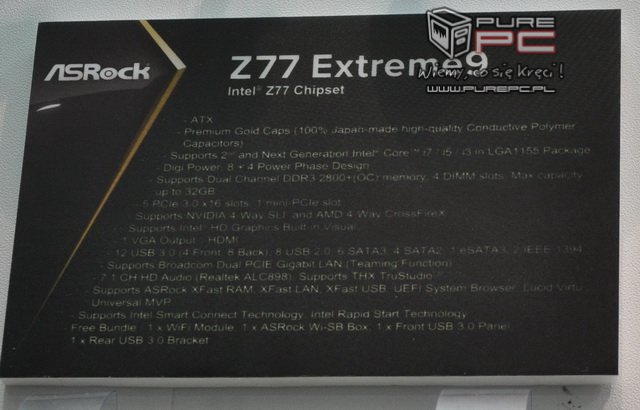 PURE
PC
Wiemy, co się kręci!
WWW.PUREPC.PL
ASRock
Z77 Extreme9
Intel® Z77 Chipset
- ATX
- Premium Gold Caps (100% Japan-made high-quality Conductive Polymer
Capacitors)
- Supports 2nd and Next Generation Intel® Core™ i7 / i5 / i3 in LGA1155 Package
- Digi Power, 8 + 4 Power Phase Design
- Supports Dual Channel DDR3 2800+(OC) memory, 4 DIMM slots, Max capacity
up to 32GB
- 5 PCIe 3.0 x16 slots, 1 mini-PCIe slot
- Supports NVIDIA 4-Way SLI™ and AMD 4-Way CrossFireX™
- Supports Intel® HD Graphics Built-in Visual
- 1 VGA Output : HDMI
- 12 USB 3.0 (4 Front, 8 Back), 8 USB 2.0, 6 SATA3, 4 SATA2, 1 eSATA3, 2 IEEE 1394
- Supports Broadcom Dual PCIE Gigabit LAN (Teaming Function)
- 7.1 CH HD Audio (Realtek ALC898), Supports THX TruStudio™
- Supports ASRock XFast RAM, XFast LAN, XFast USB, UEFI System Browser, Lucid Virtu
Universal MVP
- Supports Intel Smart Connect Technology, Intel Rapid Start Technology
- Free Bundle : 1 x WiFi Module, 1 x ASRock Wi-SB Box, 1 x Front USB 3.0 Panel,
1 x Rear USB 3.0 Bracket